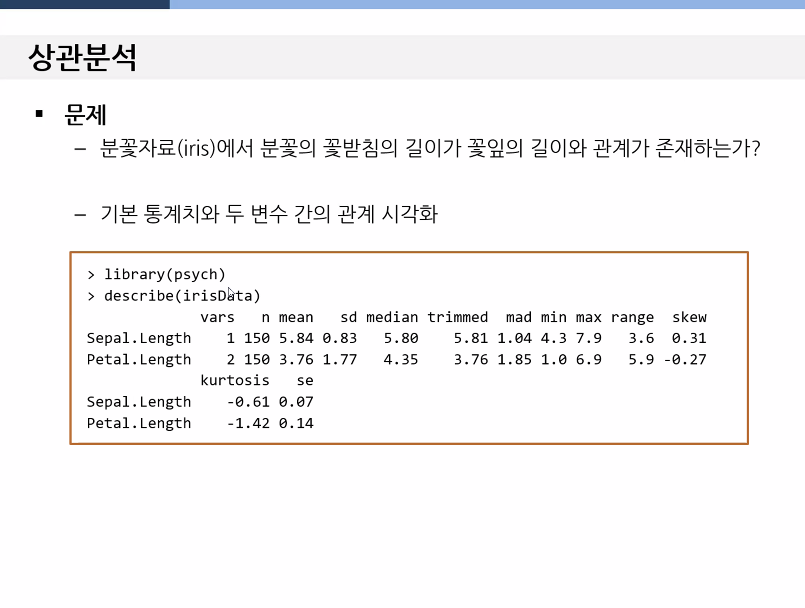 상관분석
▪ 문제
– 분꽃자료(iris)에서 분꽃의 꽃받침의 길이가 꽃잎의 길이와 관계가 존재하는가?
– 기본 통계치와 두 변수 간의 관계 시각화
> library(psych)
> describe(irisData)
             vars   n mean   sd median trimmed  mad min max range  skew
Sepal.Length    1 150 5.84 0.83   5.80    5.81 1.04 4.3 7.9   3.6  0.31
Petal.Length    2 150 3.76 1.77   4.35    3.76 1.85 1.0 6.9   5.9 -0.27
             kurtosis   se
Sepal.Length    -0.61 0.07
Petal.Length    -1.42 0.14